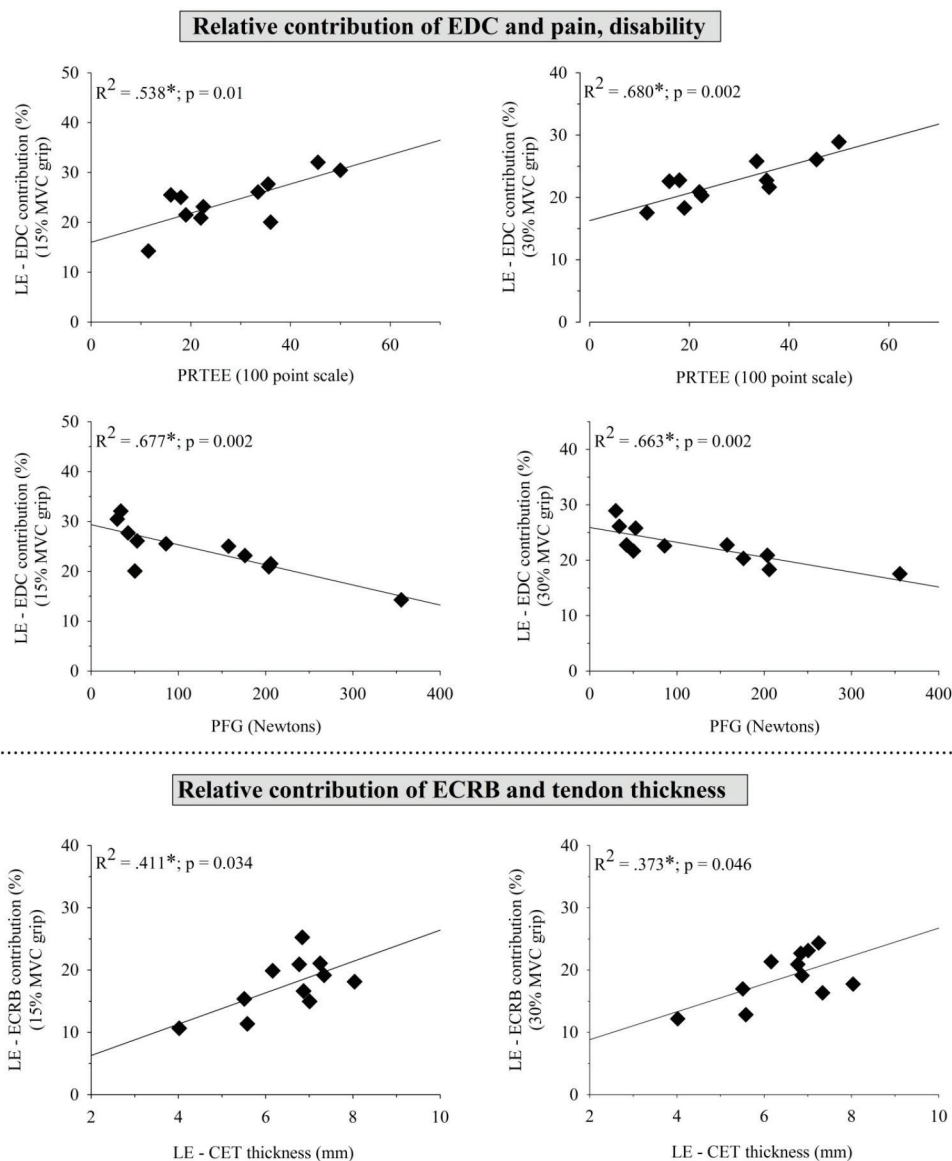 Relative contribution of EDC and pain, disability
R2 = .538*; p = 0.01
LE - EDC contribution (%)
(15% MVC grip)
50
40
30
20
10
0
0 20 40 60
PRTEE (100 point scale)
R2 = .680*; p = 0.002
LE - EDC contribution (%)
(30% MVC grip)
40
30
20
10
0
0 20 40 60
PRTEE (100 point scale)
R2 = .677*; p = 0.002
LE - EDC contribution (%)
(15% MVC grip)
50
40
30
20
10
0
0 100 200 300 400
PFG (Newtons)
R2 = .663*; p = 0.002
LE - EDC contribution (%)
(30% MVC grip)
50
40
30
20
10
0
0 100 200 300 400
PFG (Newtons)
Relative contribution of ECRB and tendon thickness
R2 = .411*; p = 0.034
LE - ECRB contribution (%)
(15% MVC grip)
40
30
20
10
0
2 4 6 8 10
LE - CET thickness (mm)
R2 = .373*; p = 0.046
LE - ECRB contribution (%)
(30% MVC grip)
40
30
20
10
0
2 4 6 8 10
LE - CET thickness (mm)